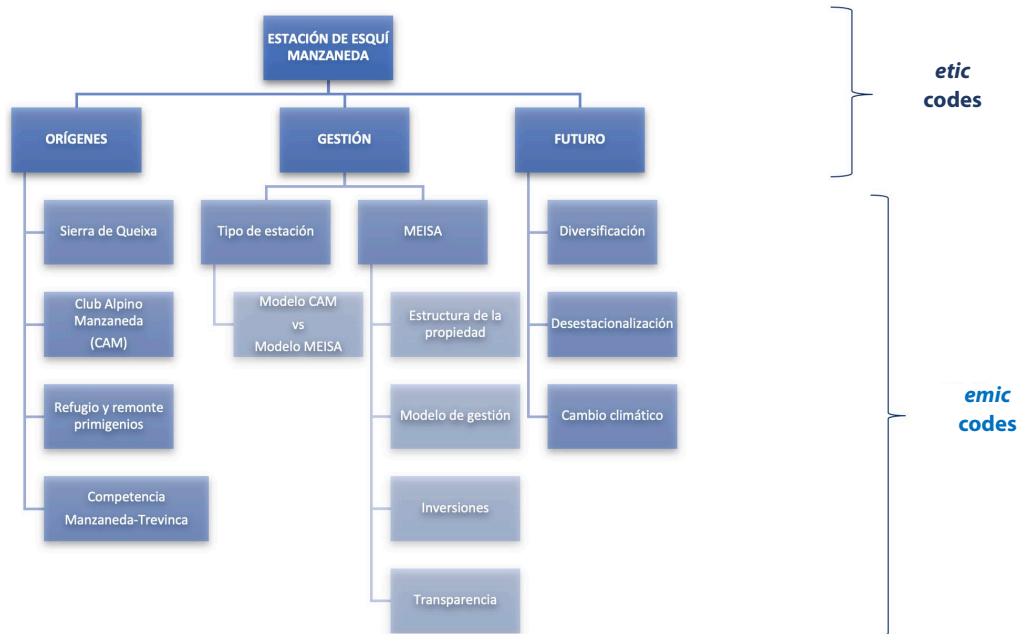 ESTACIÓN DE ESQUÍ
MANZANEDA
etic
codes
ORÍGENES
GESTIÓN
FUTURO
Sierra de Queixa
Tipo de estación
MEISA
Diversificación
Club Alpino
Manzaneda
(CAM)
Modelo CAM
vs
Modelo MEISA
Estructura de la
propiedad
Desestacionalización
Refugio y remonte
primigenios
Modelo de gestión
Cambio climático
emic
codes
Competencia
Manzaneda-Trevinca
Inversiones
Transparencia